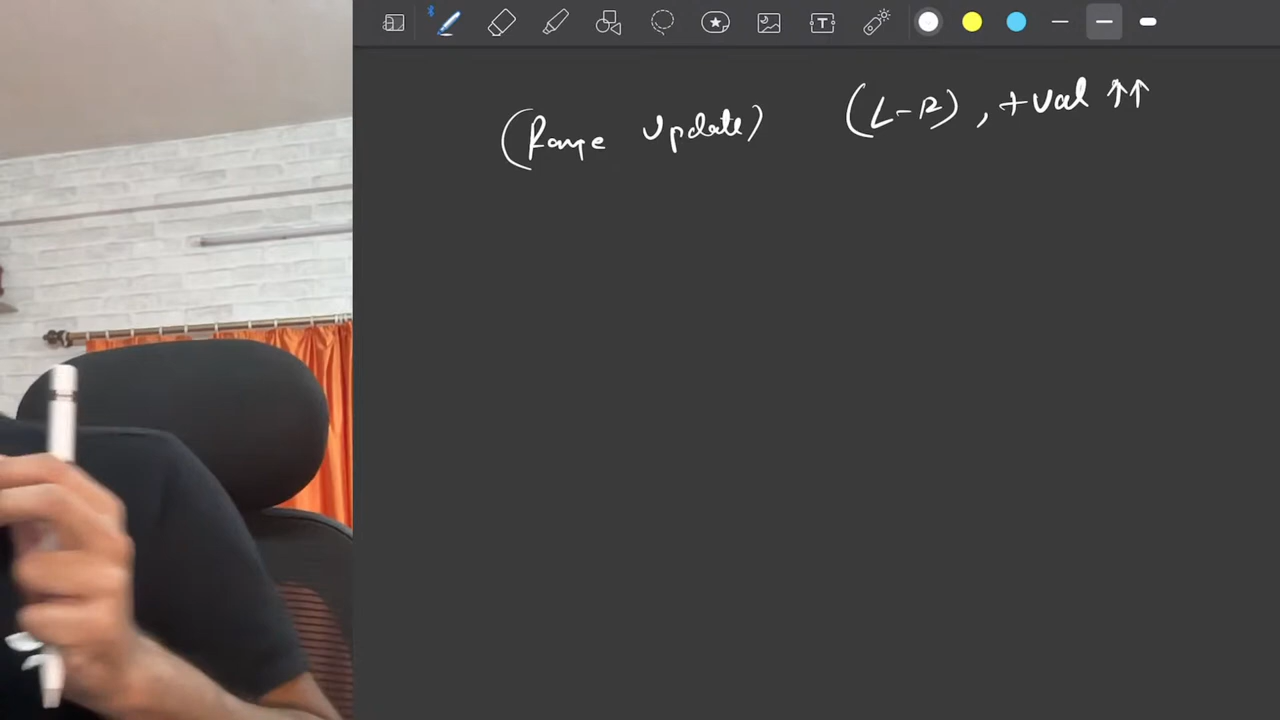 (Range Update) (L-R), +val ↑↑